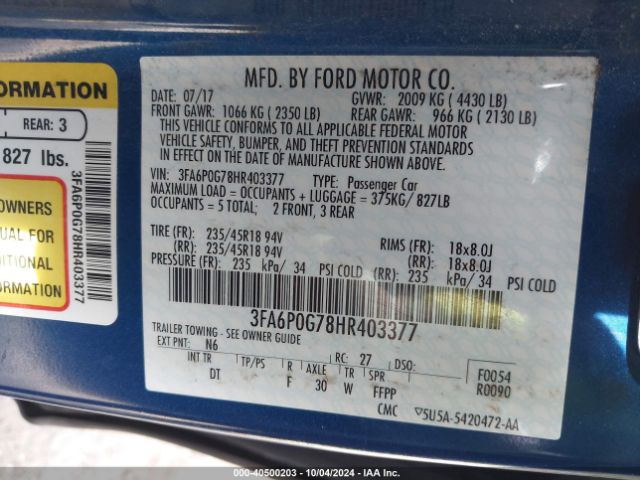 ORMATION
REAR: 3
827 lbs.
OWNERS
UAL FOR
DITIONAL
ORMATION
3FA6P0G78HR403377
MFD. BY FORD MOTOR CO.
DATE: 07/17 GVWR: 2009 KG ( 4430 LB)
FRONT GAWR: 1066 KG ( 2350 LB) REAR GAWR: 966 KG ( 2130 LB)
THIS VEHICLE CONFORMS TO ALL APPLICABLE FEDERAL MOTOR
VEHICLE SAFETY, BUMPER, AND THEFT PREVENTION STANDARDS
IN EFFECT ON THE DATE OF MANUFACTURE SHOWN ABOVE.
VIN: 3FA6P0G78HR403377 TYPE: Passenger Car
MAXIMUM LOAD = OCCUPANTS + LUGGAGE = 375KG/ 827LB
OCCUPANTS = 5 TOTAL; 2 FRONT, 3 REAR
TIRE (FR): 235/45R18 94V RIMS (FR): 18x8.0J
(RR): 235/45R18 94V (RR): 18x8.0J
PRESSURE (FR): 235 kPa/ 34 PSI COLD (RR): 235 kPa/ 34 PSI COLD
3FA6P0G78HR403377
TRAILER TOWING - SEE OWNER GUIDE
EXT PNT: N6 RC: 27 DSO:
INT TR TP/PS R AXLE TR SPR F0054
DT F 30 W FFPP R0090
CMC 5U5A-5420472-AA
000-40500203 - 10/04/2024 - IAA Inc.